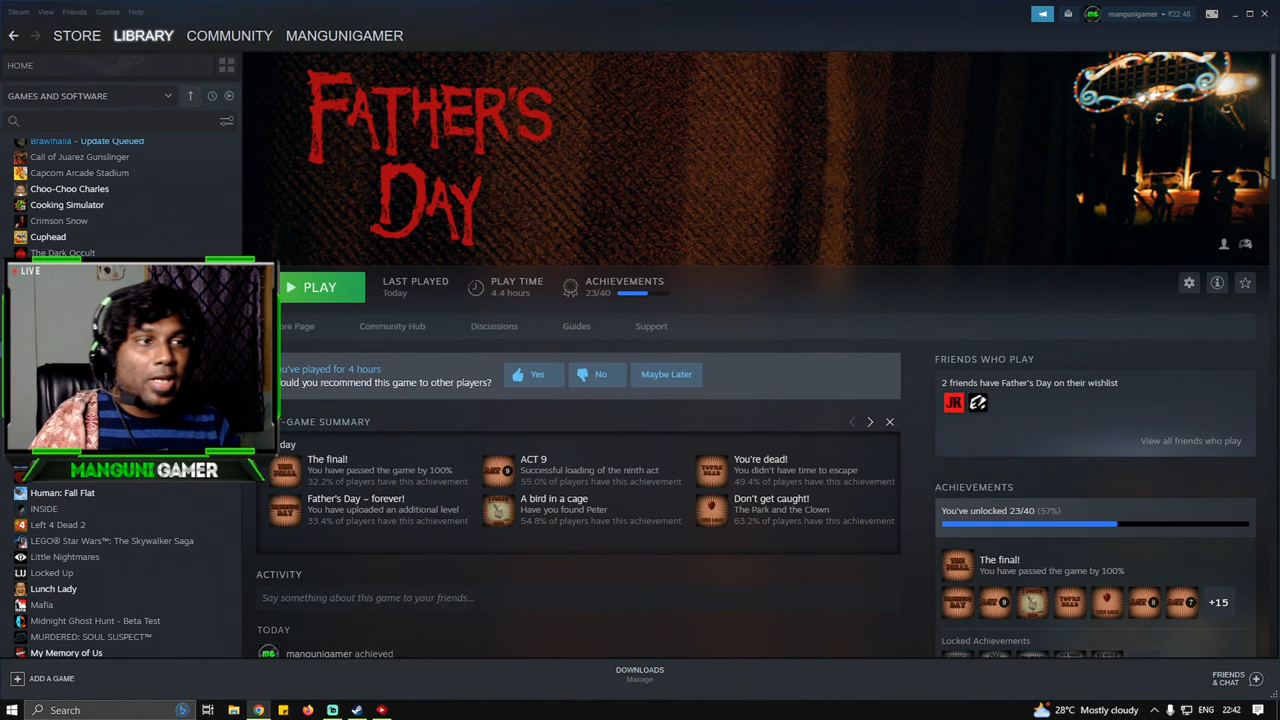 Steam View Friends Games Help
mangunigamer ₹22.48
STORE LIBRARY COMMUNITY MANGUNIGAMER
HOME
GAMES AND SOFTWARE
Brawlhalla - Update Queued
Call of Juarez Gunslinger
Capcom Arcade Stadium
Choo-Choo Charles
Cooking Simulator
Crimson Snow
Cuphead
The Dark Occult
LIVE
MANGUNI GAMER
Human: Fall Flat
INSIDE
Left 4 Dead 2
LEGO® Star Wars™: The Skywalker Saga
Little Nightmares
LU Locked Up
Lunch Lady
Mafia
Midnight Ghost Hunt - Beta Test
MURDERED: SOUL SUSPECT™
My Memory of Us
ADD A GAME
FATHER'S
DAY
PLAY
LAST PLAYED
Today
PLAY TIME
4.4 hours
ACHIEVEMENTS
23/40
ore Page Community Hub Discussions Guides Support
u've played for 4 hours
ould you recommend this game to other players?
Yes No Maybe Later
-GAME SUMMARY
day
The final!
You have passed the game by 100%
32.2% of players have this achievement
ACT 9
Successful loading of the ninth act
55.0% of players have this achievement
You're dead!
You didn't have time to escape
49.4% of players have this achievement
Father's Day – forever!
You have uploaded an additional level
33.4% of players have this achievement
A bird in a cage
Have you found Peter
54.8% of players have this achievement
Don't get caught!
The Park and the Clown
63.2% of players have this achievement
ACTIVITY
Say something about this game to your friends...
TODAY
mangunigamer achieved
FRIENDS WHO PLAY
2 friends have Father's Day on their wishlist
JK
View all friends who play
ACHIEVEMENTS
You've unlocked 23/40 (57%)
The final!
You have passed the game by 100%
+15
Locked Achievements
DOWNLOADS
Manage
FRIENDS
& CHAT
Search
28°C Mostly cloudy
ENG 22:42